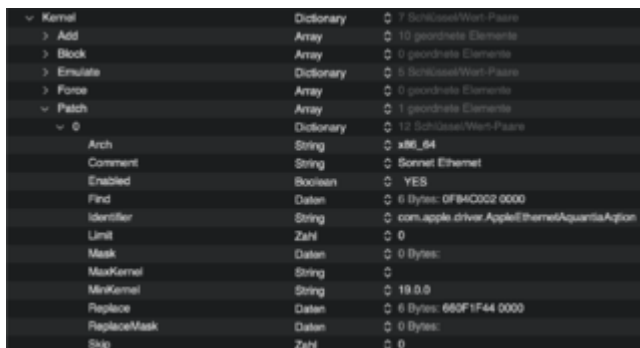 Kernel Dictionary 7 Schlüssel/Wert-Paare
Add Array 10 geordnete Elemente
Block Array 0 geordnete Elemente
Emulate Dictionary 5 Schlüssel/Wert-Paare
Force Array 0 geordnete Elemente
Patch Array 1 geordnete Elemente
0 Dictionary 12 Schlüssel/Wert-Paare
Arch String x86_64
Comment String Sonnet Ethernet
Enabled Boolean YES
Find Daten 6 Bytes: 0F84C002 0000
Identifier String com.apple.driver.AppleEthernetAquantiaAqtion
Limit Zahl 0
Mask Daten 0 Bytes:
MaxKernel String
MinKernel String 19.0.0
Replace Daten 6 Bytes: 660F1F44 0000
ReplaceMask Daten 0 Bytes:
Skip Zahl 0